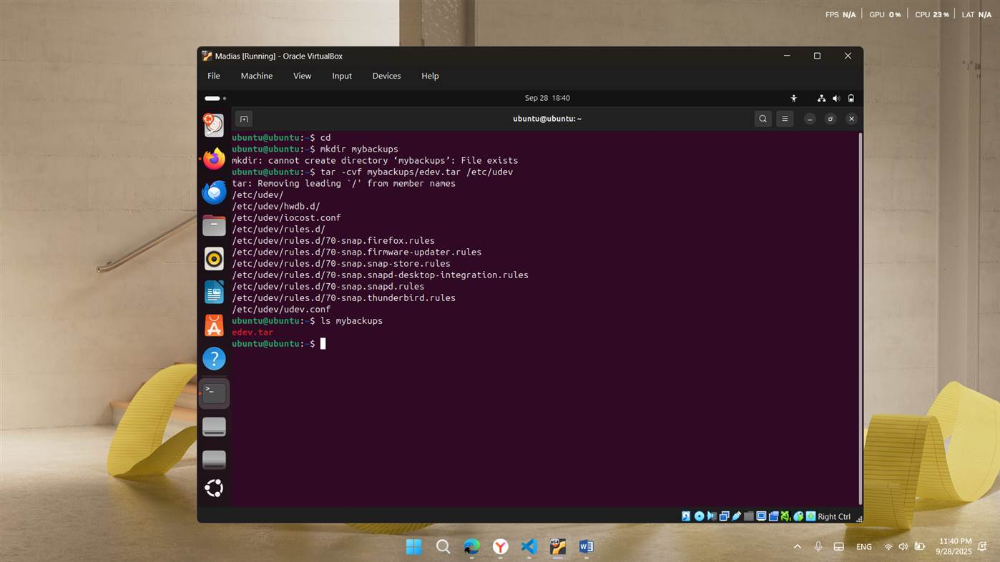 FPS N/A GPU 0% CPU 23% LAT N/A
Madias [Running] - Oracle VirtualBox
File Machine View Input Devices Help
Sep 28 18:40
ubuntu@ubuntu: ~
ubuntu@ubuntu:~$ cd
ubuntu@ubuntu:~$ mkdir mybackups
mkdir: cannot create directory ‘mybackups’: File exists
ubuntu@ubuntu:~$ tar -cvf mybackups/edev.tar /etc/udev
tar: Removing leading `/' from member names
/etc/udev/
/etc/udev/hwdb.d/
/etc/udev/iocost.conf
/etc/udev/rules.d/
/etc/udev/rules.d/70-snap.firefox.rules
/etc/udev/rules.d/70-snap.firmware-updater.rules
/etc/udev/rules.d/70-snap.snap-store.rules
/etc/udev/rules.d/70-snap.snapd-desktop-integration.rules
/etc/udev/rules.d/70-snap.snapd.rules
/etc/udev/rules.d/70-snap.thunderbird.rules
/etc/udev/udev.conf
ubuntu@ubuntu:~$ ls mybackups
edev.tar
ubuntu@ubuntu:~$
Right Ctrl
ENG
11:40 PM
9/28/2025